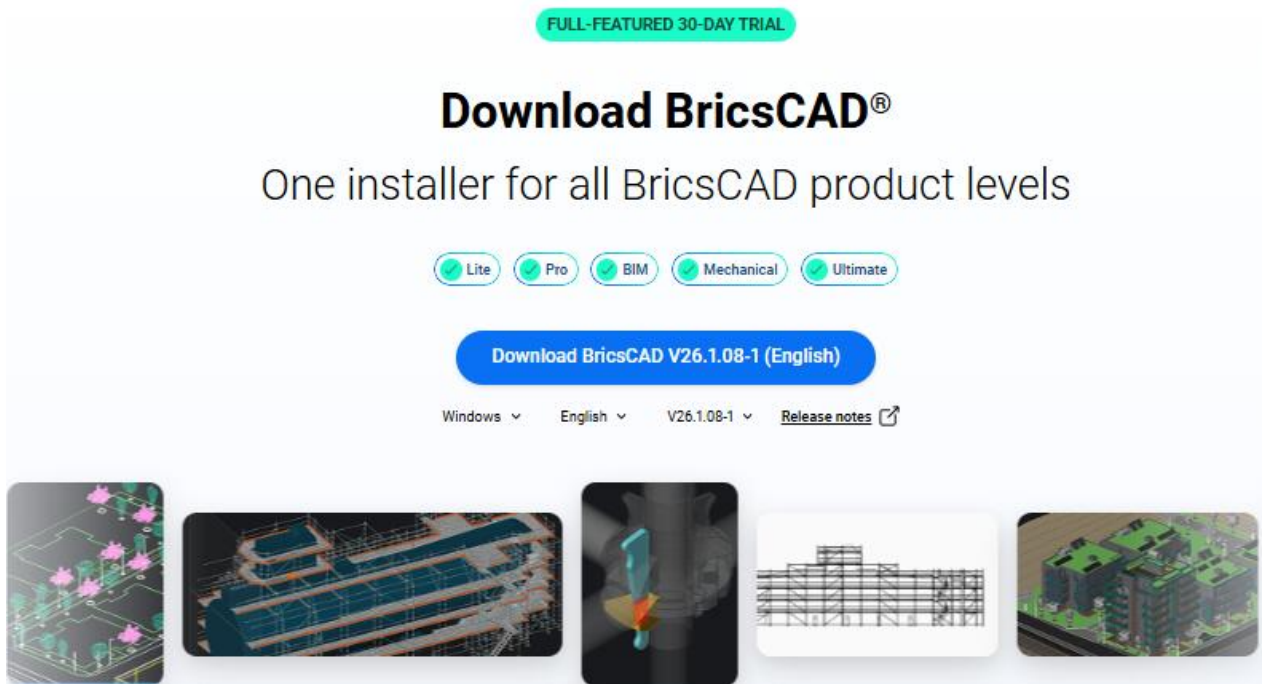 FULL-FEATURED 30-DAY TRIAL
Download BricsCAD®
One installer for all BricsCAD product levels
Lite Pro BIM Mechanical Ultimate
Download BricsCAD V26.1.08-1 (English)
Windows English V26.1.08-1 Release notes